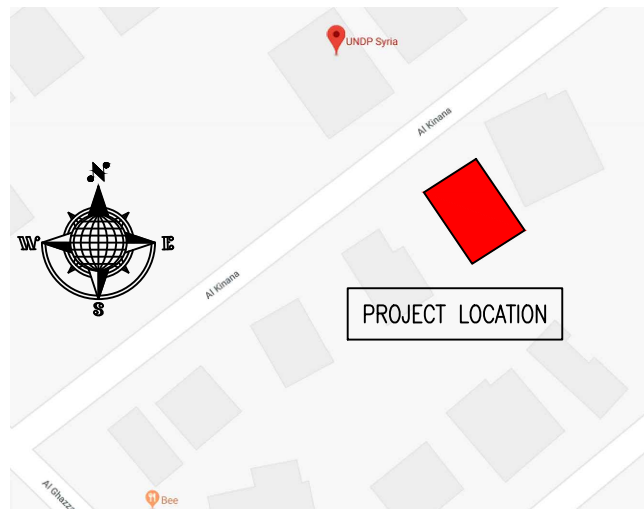 UNDP Syria
Al Kinana
N
W
E
S
Al Kinana
PROJECT LOCATION
Bee